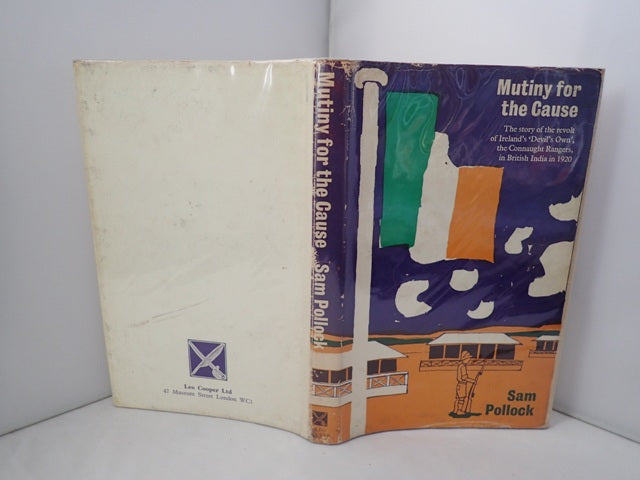 Leo Cooper Ltd
47 Museum Street London W.C1
Mutiny for the Cause Sam Pollock
Mutiny for
the Cause
The story of the revolt
of Ireland's 'Devil's Own',
the Connaught Rangers,
in British India in 1920
Sam
Pollock